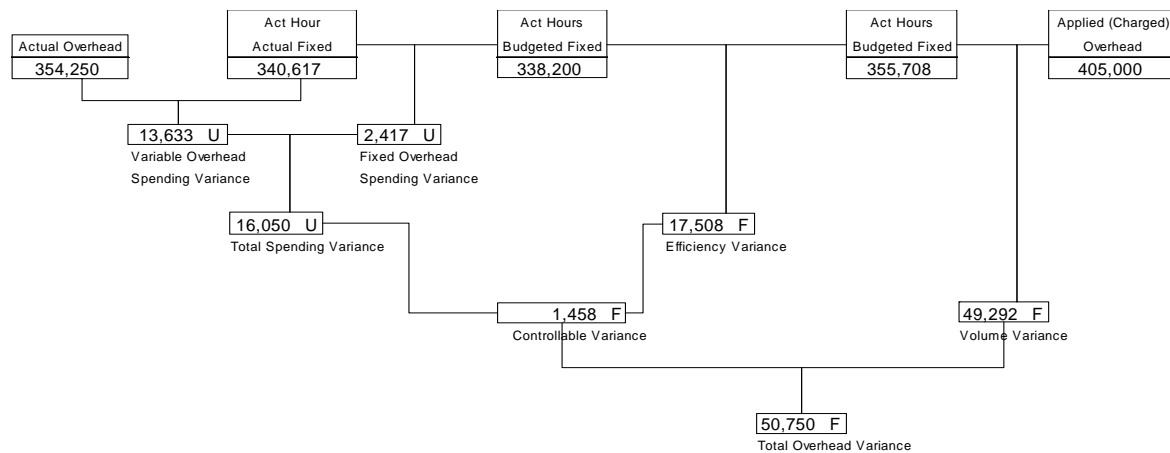 Act Hour
Act Hours
Act Hours
Applied (Charged)
Actual Overhead
Actual Fixed
Budgeted Fixed
Budgeted Fixed
Overhead
354,250
340,617
338,200
355,708
405,000
13,633 U
2,417 U
Variable Overhead
Fixed Overhead
Spending Variance
Spending Variance
16,050 U
17,508 F
Total Spending Variance
Efficiency Variance
1,458 F
49,292 F
Controllable Variance
Volume Variance
50,750 F
Total Overhead Variance